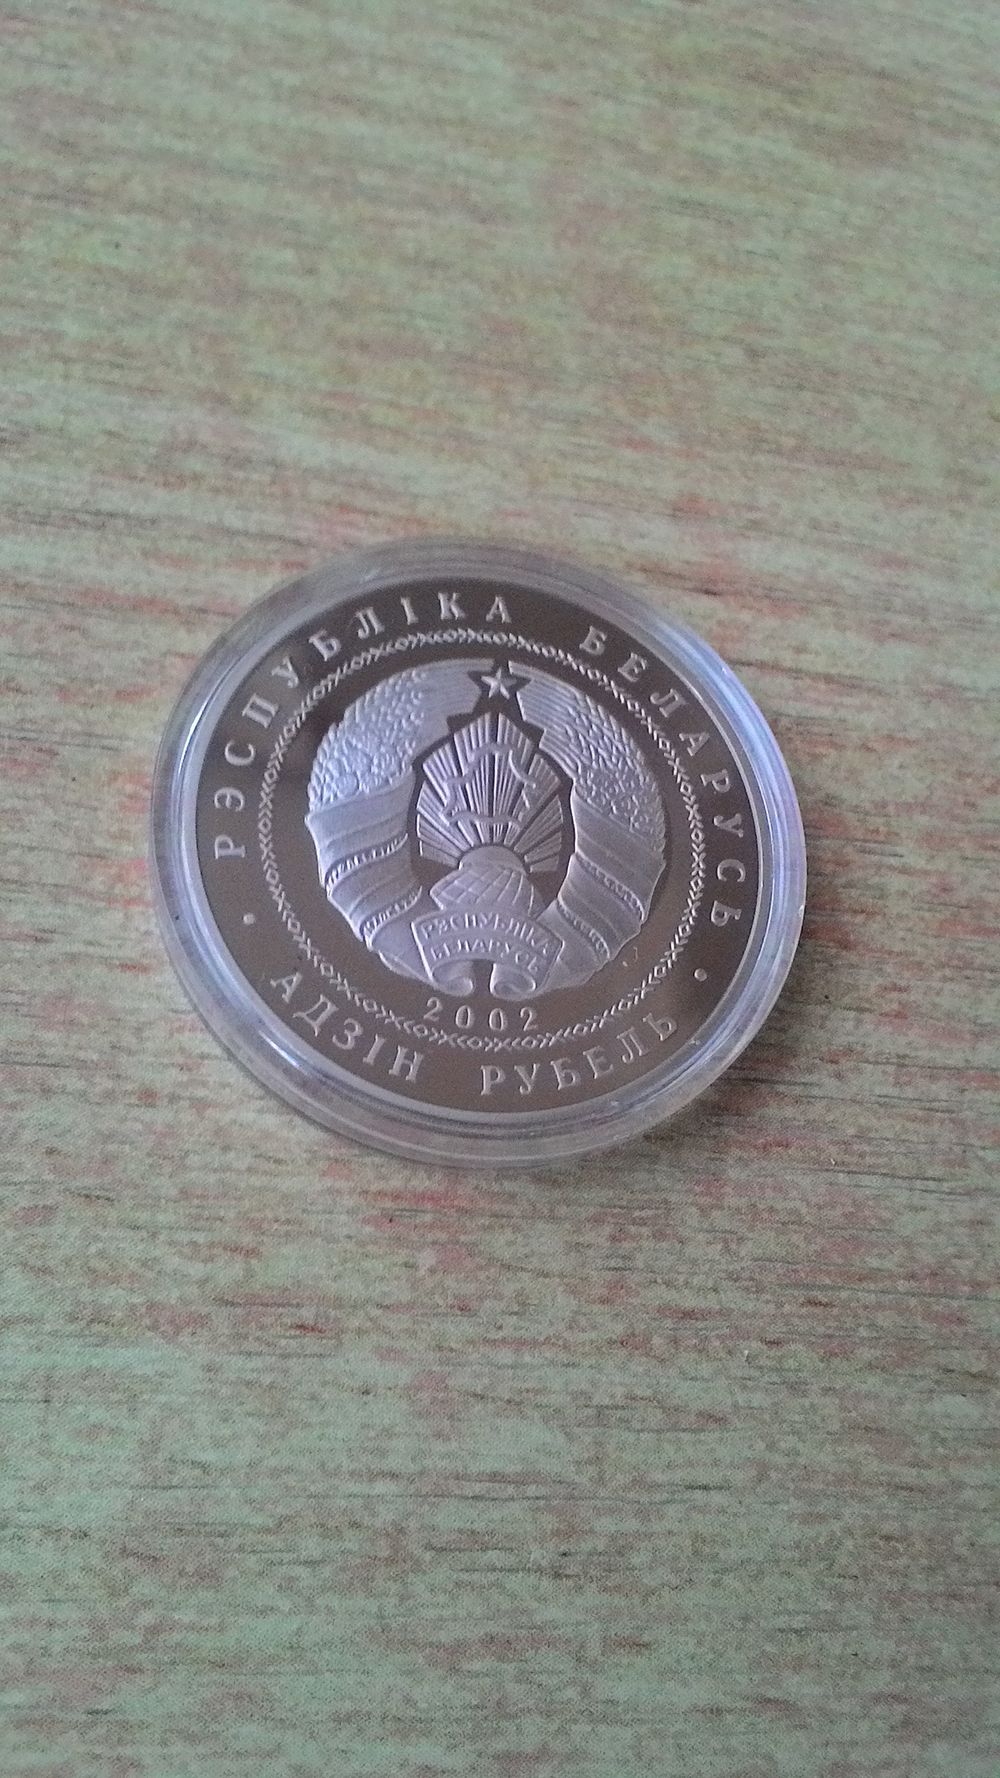 РЭСПУБЛІКА БЕЛАРУСЬ
РЭСПУБЛІКА
БЕЛАРУСЬ
2002
АДЗІН РУБЕЛЬ